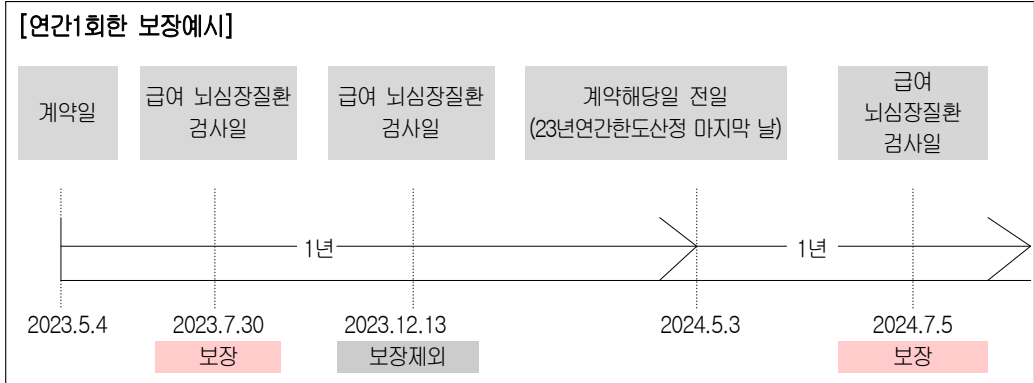 [연간1회한 보장예시]
계약일
급여 뇌심장질환
검사일
급여 뇌심장질환
검사일
계약해당일 전일
(23년연간한도산정 마지막 날)
급여
뇌심장질환
검사일
1년
1년
2023.5.4
2023.7.30
2023.12.13
2024.5.3
2024.7.5
보장
보장제외
보장